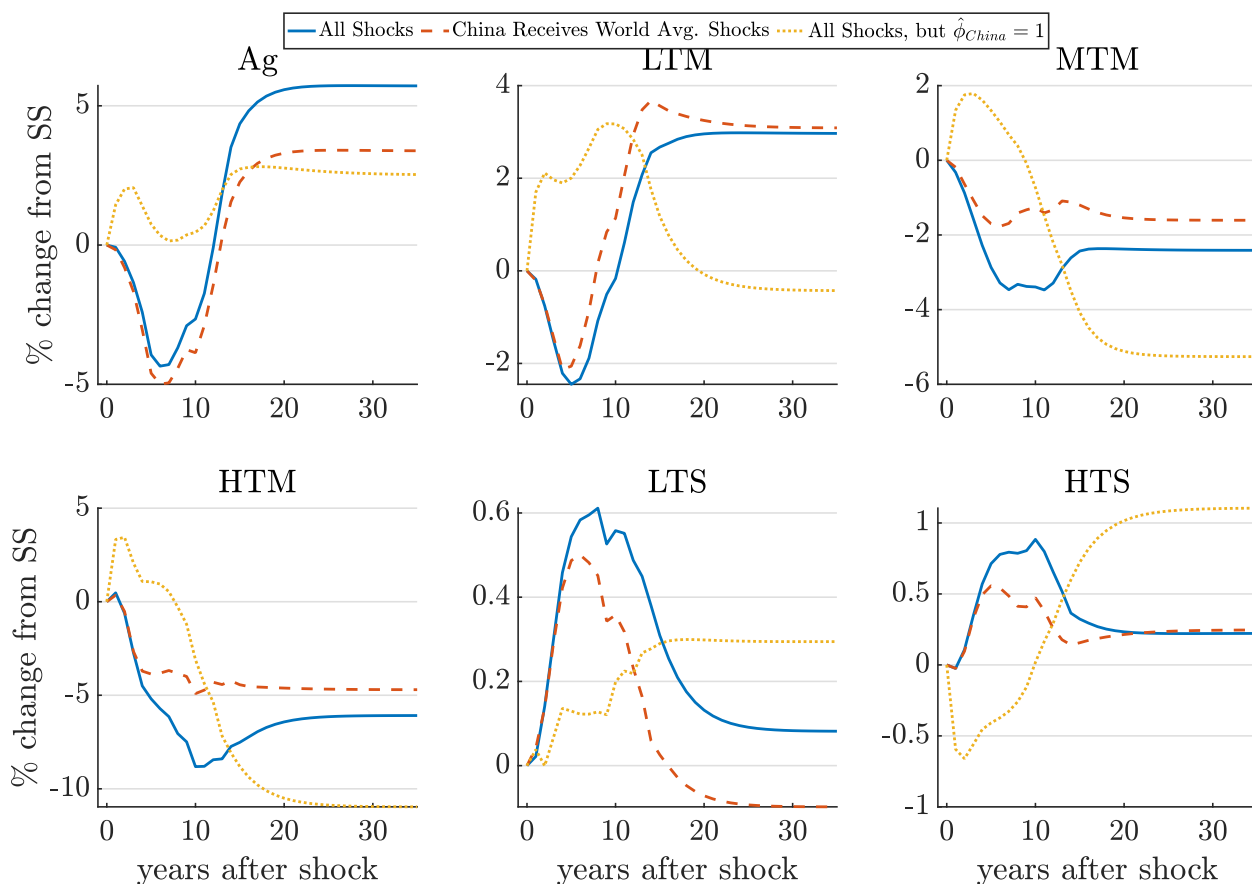 All Shocks China Receives World Avg. Shocks All Shocks, but $\hat{\phi}_{China} = 1$
Ag LTM MTM
% change from SS
5
0
-5
0 10 20 30
4
2
0
-2
0 10 20 30
2
0
-2
-4
-6
0 10 20 30
HTM LTS HTS
% change from SS
5
0
-5
-10
0 10 20 30
years after shock
0.6
0.4
0.2
0
0 10 20 30
years after shock
1
0.5
0
-0.5
-1
0 10 20 30
years after shock